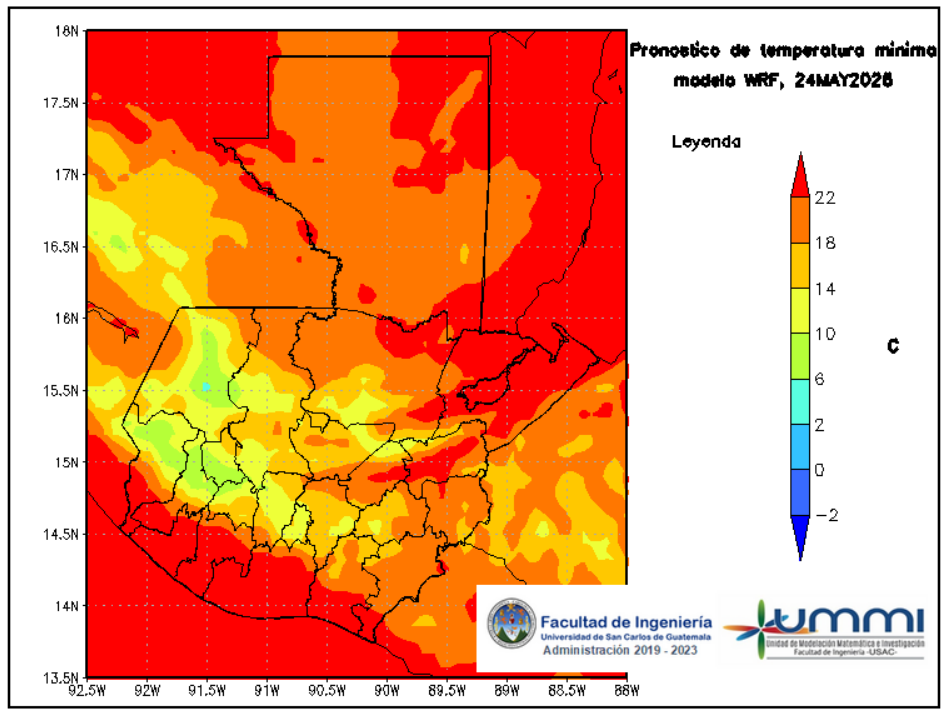 18N
17.5N
17N
16.5N
16N
15.5N
15N
14.5N
14N
13.5N
92.5W 92W 91.5W 91W 90.5W 90W 89.5W 89W 88.5W 88W
Pronostico de temperatura minima
modelo WRF, 24MAY2026
Leyenda
22
18
14
10
6
2
0
−2
C
Facultad de Ingeniería
Universidad de San Carlos de Guatemala
Administración 2019 - 2023
ummi
Unidad de Modelación Matemática e Investigación
Facultad de Ingeniería -USAC-